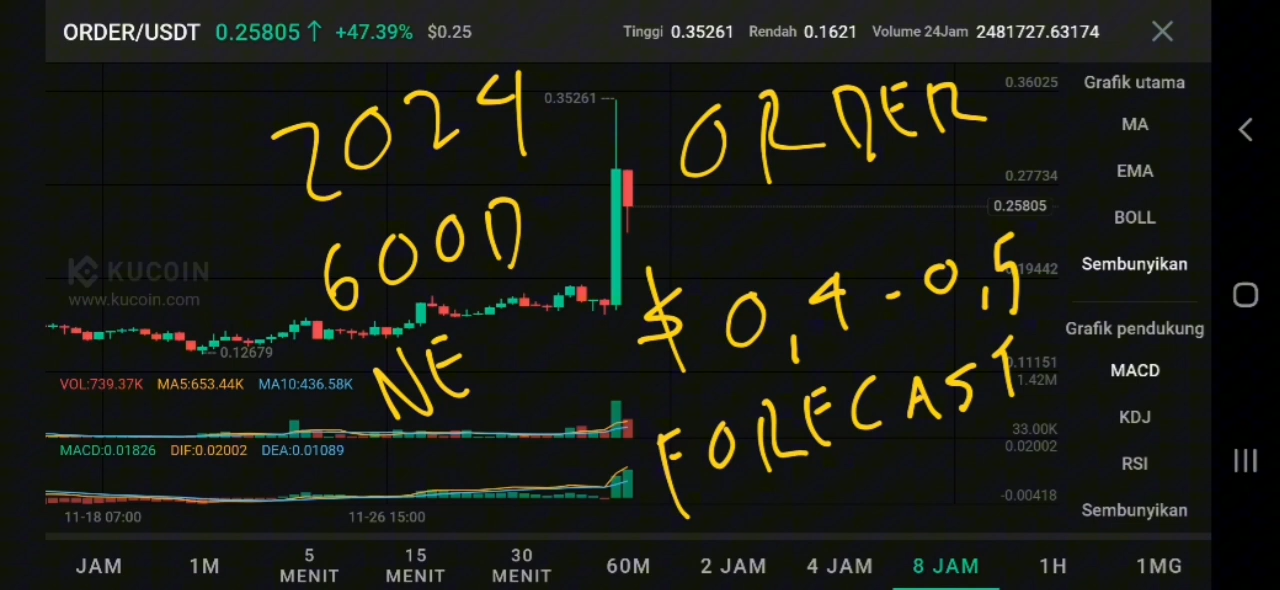 ORDER/USDT 0.25805 ↑ +47.39% $0.25 Tinggi 0.35261 Rendah 0.1621 Volume 24Jam 2481727.63174
0.36025
Grafik utama
0.35261
2024
ORDER
MA
0.27734
EMA
0.25805
BOLL
600D
KUCOIN
www.kucoin.com
0.19442
Sembunyikan
$ 0,4 - 0,5
Grafik pendukung
0.12679
0.11151
NE
FORECAST
VOL:739.37K MA5:653.44K MA10:436.58K
1.42M
MACD
KDJ
33.00K
MACD:0.01826 DIF:0.02002 DEA:0.01089
0.02002
RSI
-0.00418
Sembunyikan
11-18 07:00 11-26 15:00
JAM 1M 5 MENIT 15 MENIT 30 MENIT 60M 2 JAM 4 JAM 8 JAM 1H 1MG